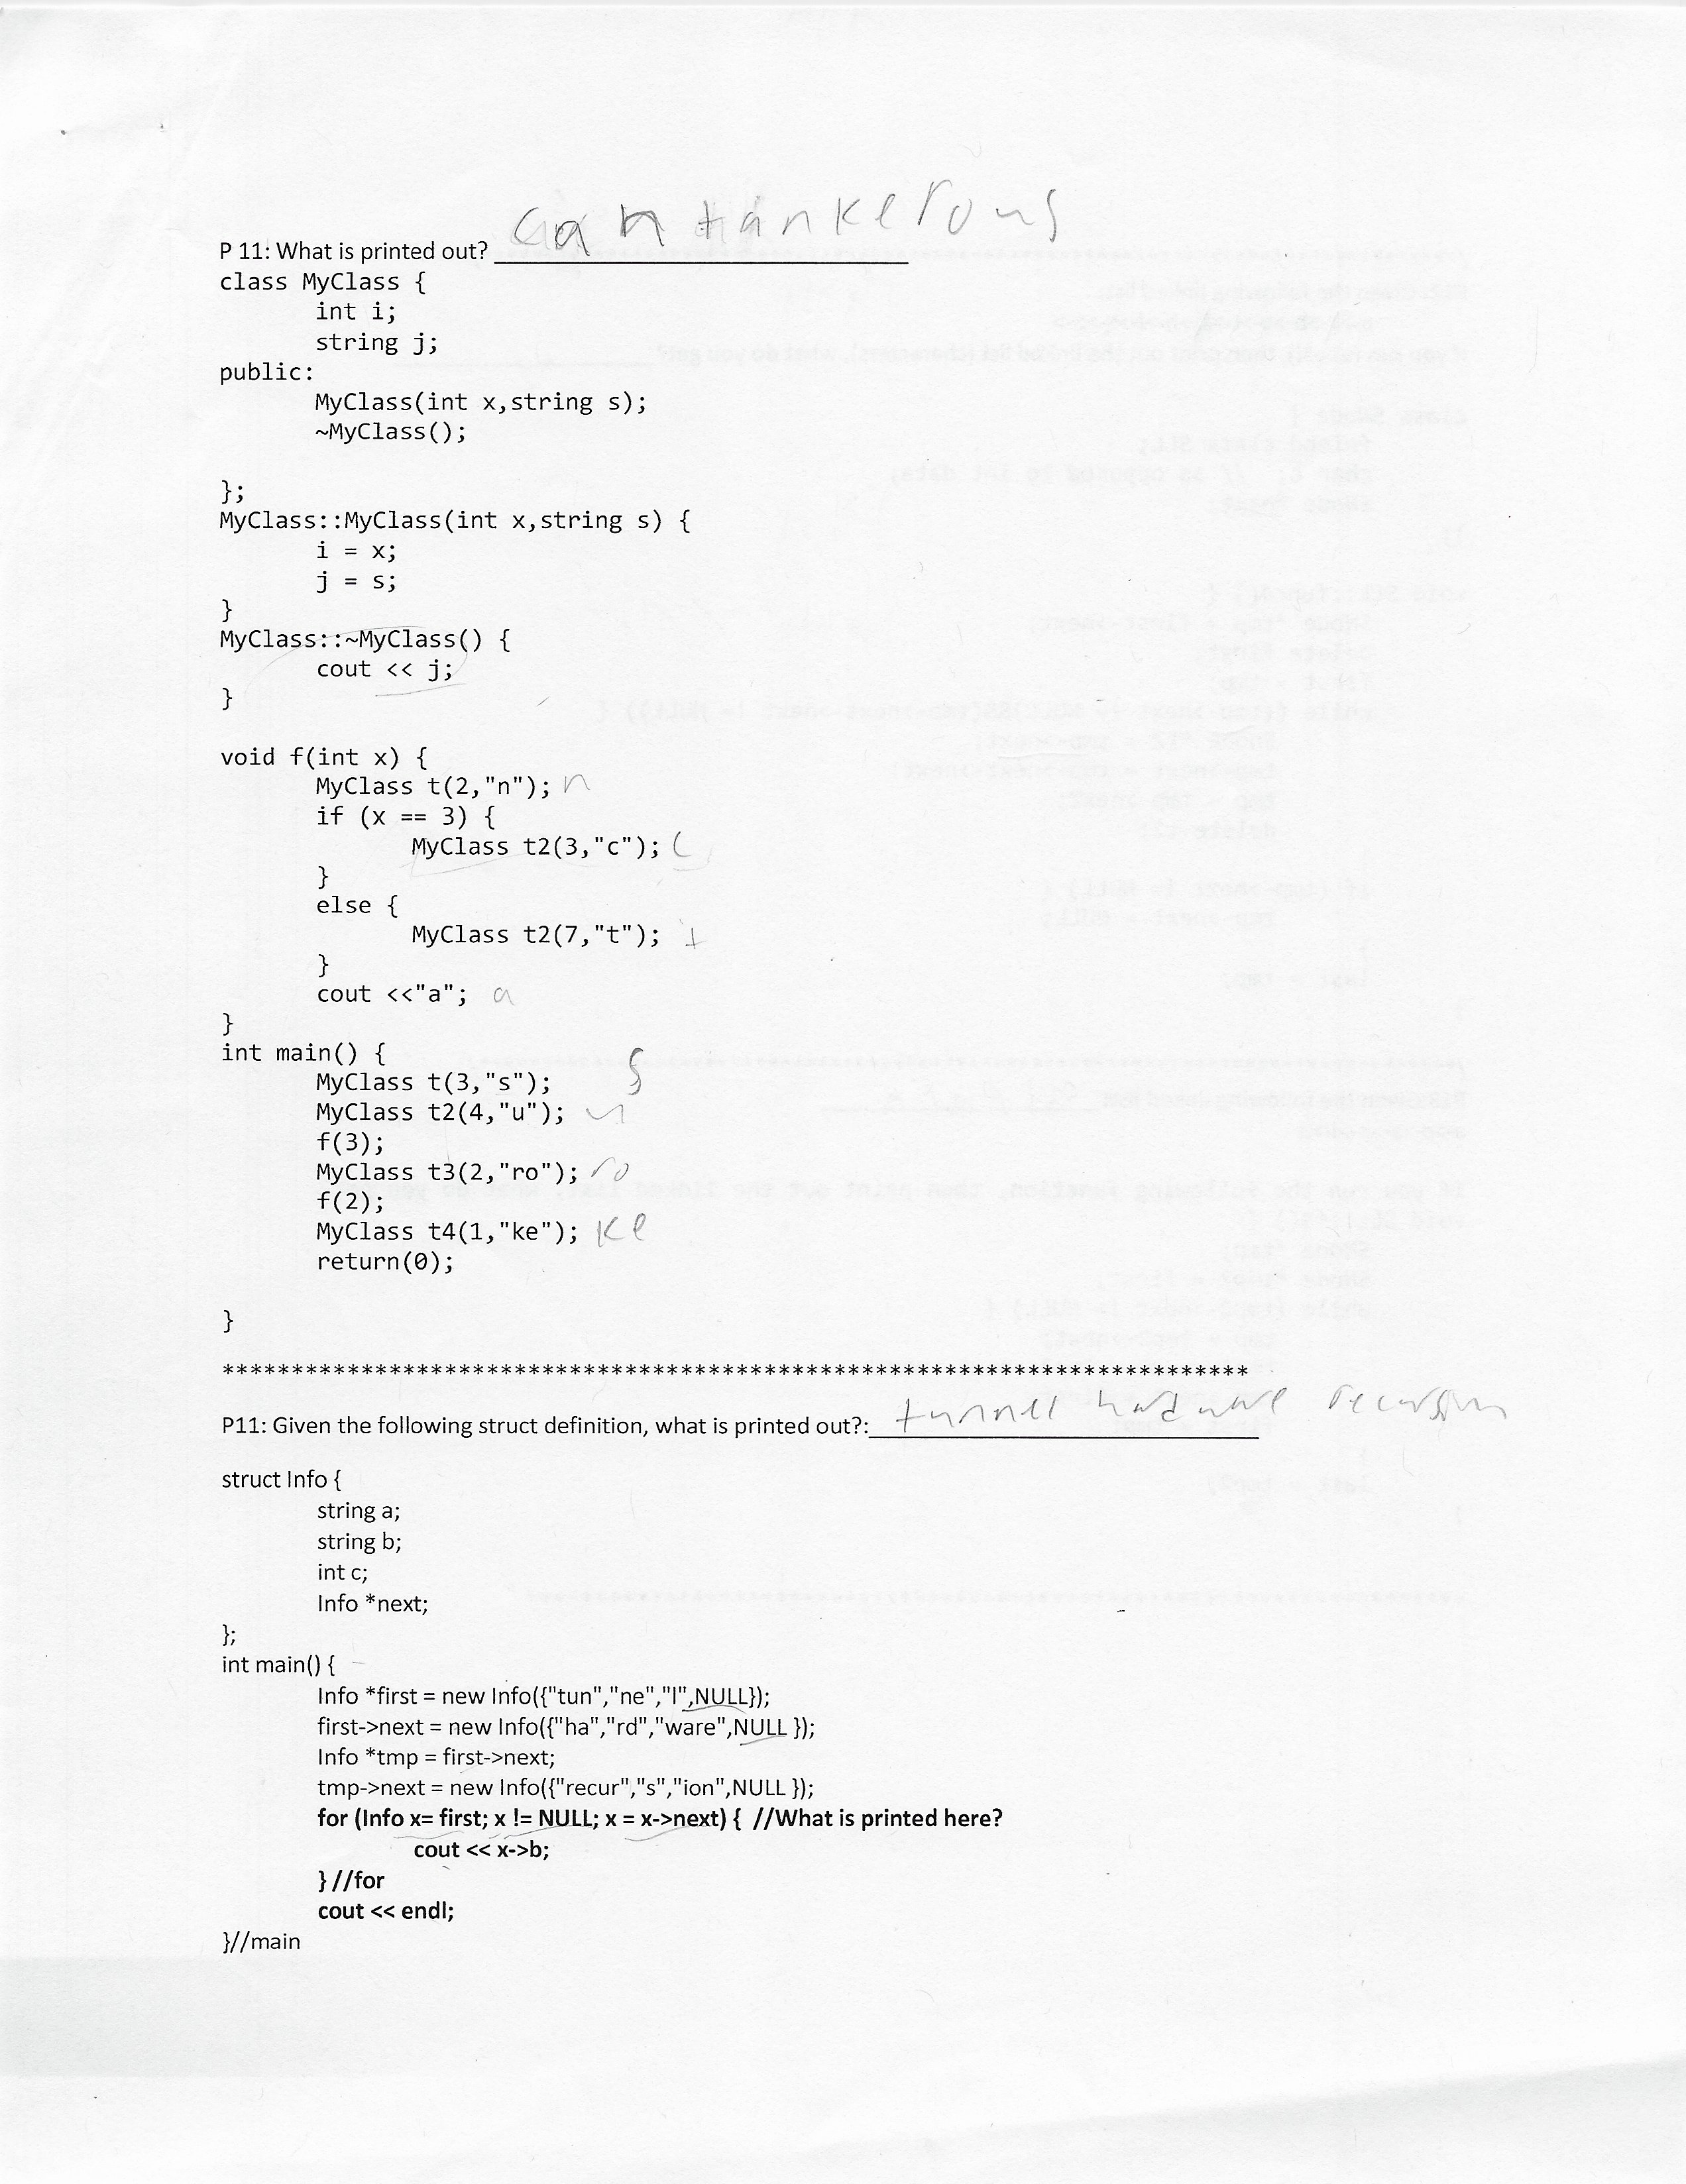 cantankerous
P 11: What is printed out?
class MyClass {
int i;
string j;
public:
MyClass(int x,string s);
~MyClass();
};
MyClass::MyClass(int x,string s) {
i = x;
j = s;
}
MyClass::~MyClass() {
cout << j;
}
void f(int x) {
MyClass t(2,"n"); n
if (x == 3) {
MyClass t2(3,"c"); c
}
else {
MyClass t2(7,"t"); t
}
cout <<"a"; a
}
int main() {
MyClass t(3,"s"); s
MyClass t2(4,"u"); u
f(3);
MyClass t3(2,"ro"); ro
f(2);
MyClass t4(1,"ke"); ke
return(0);
}
**************************************************************************
P11: Given the following struct definition, what is printed out?: recursion
struct Info {
string a;
string b;
int c;
Info *next;
};
int main() {
Info *first = new Info({"tun","ne","l",NULL});
first->next = new Info({"ha","rd","ware",NULL });
Info *tmp = first->next;
tmp->next = new Info({"recur","s","ion",NULL });
for (Info x= first; x != NULL; x = x->next) { //What is printed here?
cout << x->b;
} //for
cout << endl;
}//main